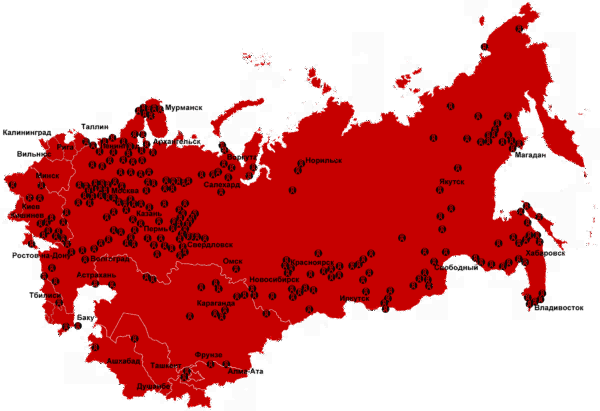 Мурманск
Таллин
Калининград
Рига
Архангельск
Вильнюс
Воркута
Норильск
Магадан
Минск
Салехард
Якутск
Москва
Киев
Казань
Кишинев
Пермь
Свердловск
Ростов-на-Дону
Волгоград
Хабаровск
Омск
Красноярск
Свободный
Астрахань
Новосибирск
Тбилиси
Караганда
Иркутск
Владивосток
Баку
Фрунзе
Ашхабад
Ташкент
Алма-Ата
Душанбе